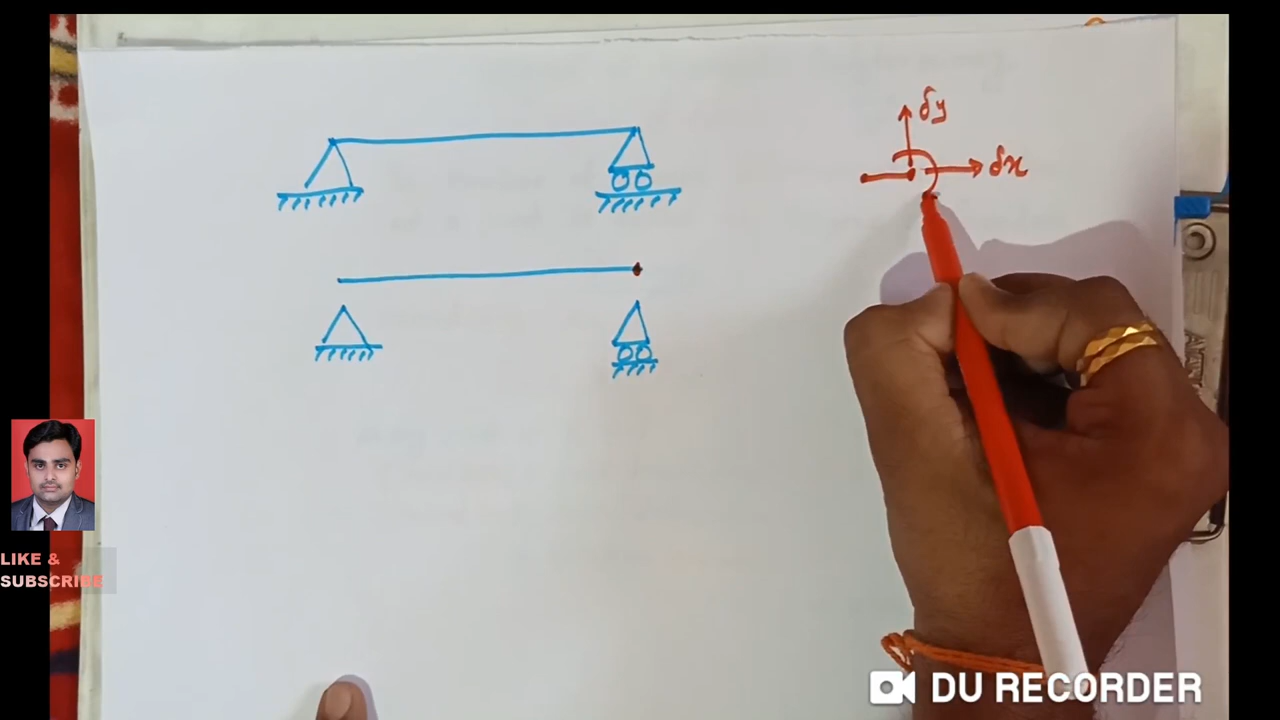 δy
δx
LIKE &
SUBSCRIBE
DU RECORDER